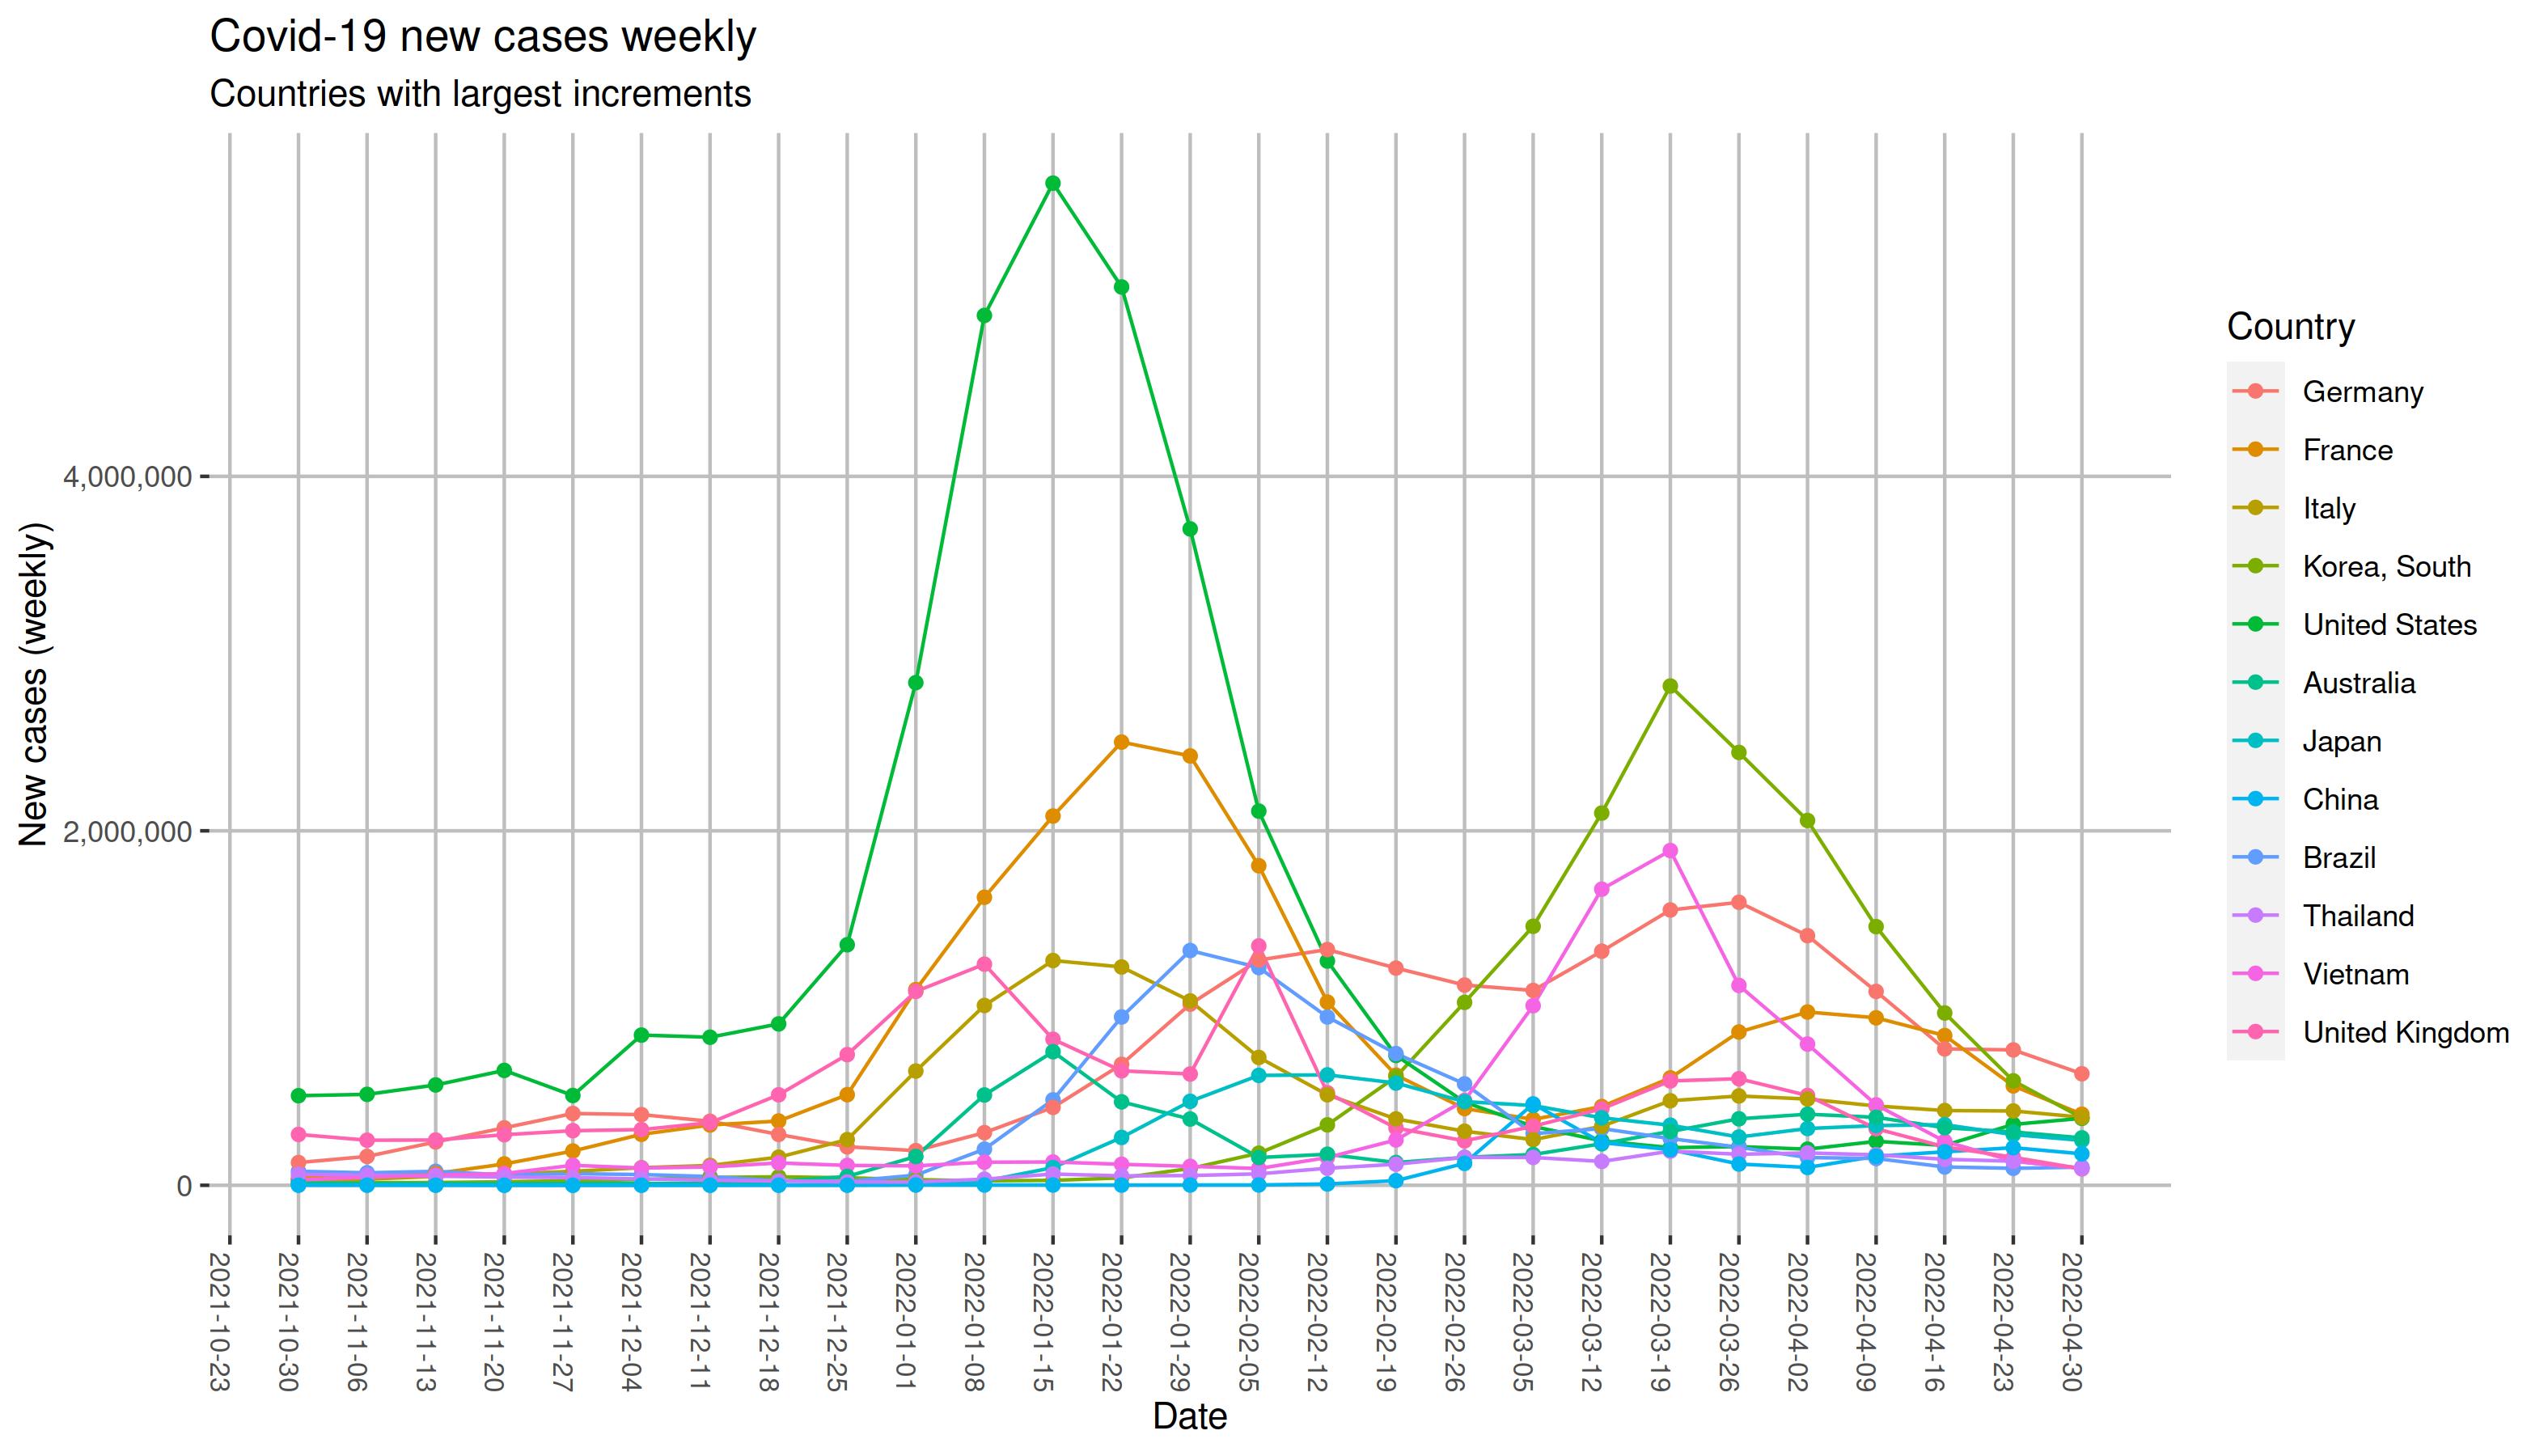 Covid-19 new cases weekly
Countries with largest increments
New cases (weekly)
4,000,000
2,000,000
0
2021-10-23
2021-10-30
2021-11-06
2021-11-13
2021-11-20
2021-11-27
2021-12-04
2021-12-11
2021-12-18
2021-12-25
2022-01-01
2022-01-08
2022-01-15
2022-01-22
2022-01-29
2022-02-05
2022-02-12
2022-02-19
2022-02-26
2022-03-05
2022-03-12
2022-03-19
2022-03-26
2022-04-02
2022-04-09
2022-04-16
2022-04-23
2022-04-30
Date
Country
Germany
France
Italy
Korea, South
United States
Australia
Japan
China
Brazil
Thailand
Vietnam
United Kingdom